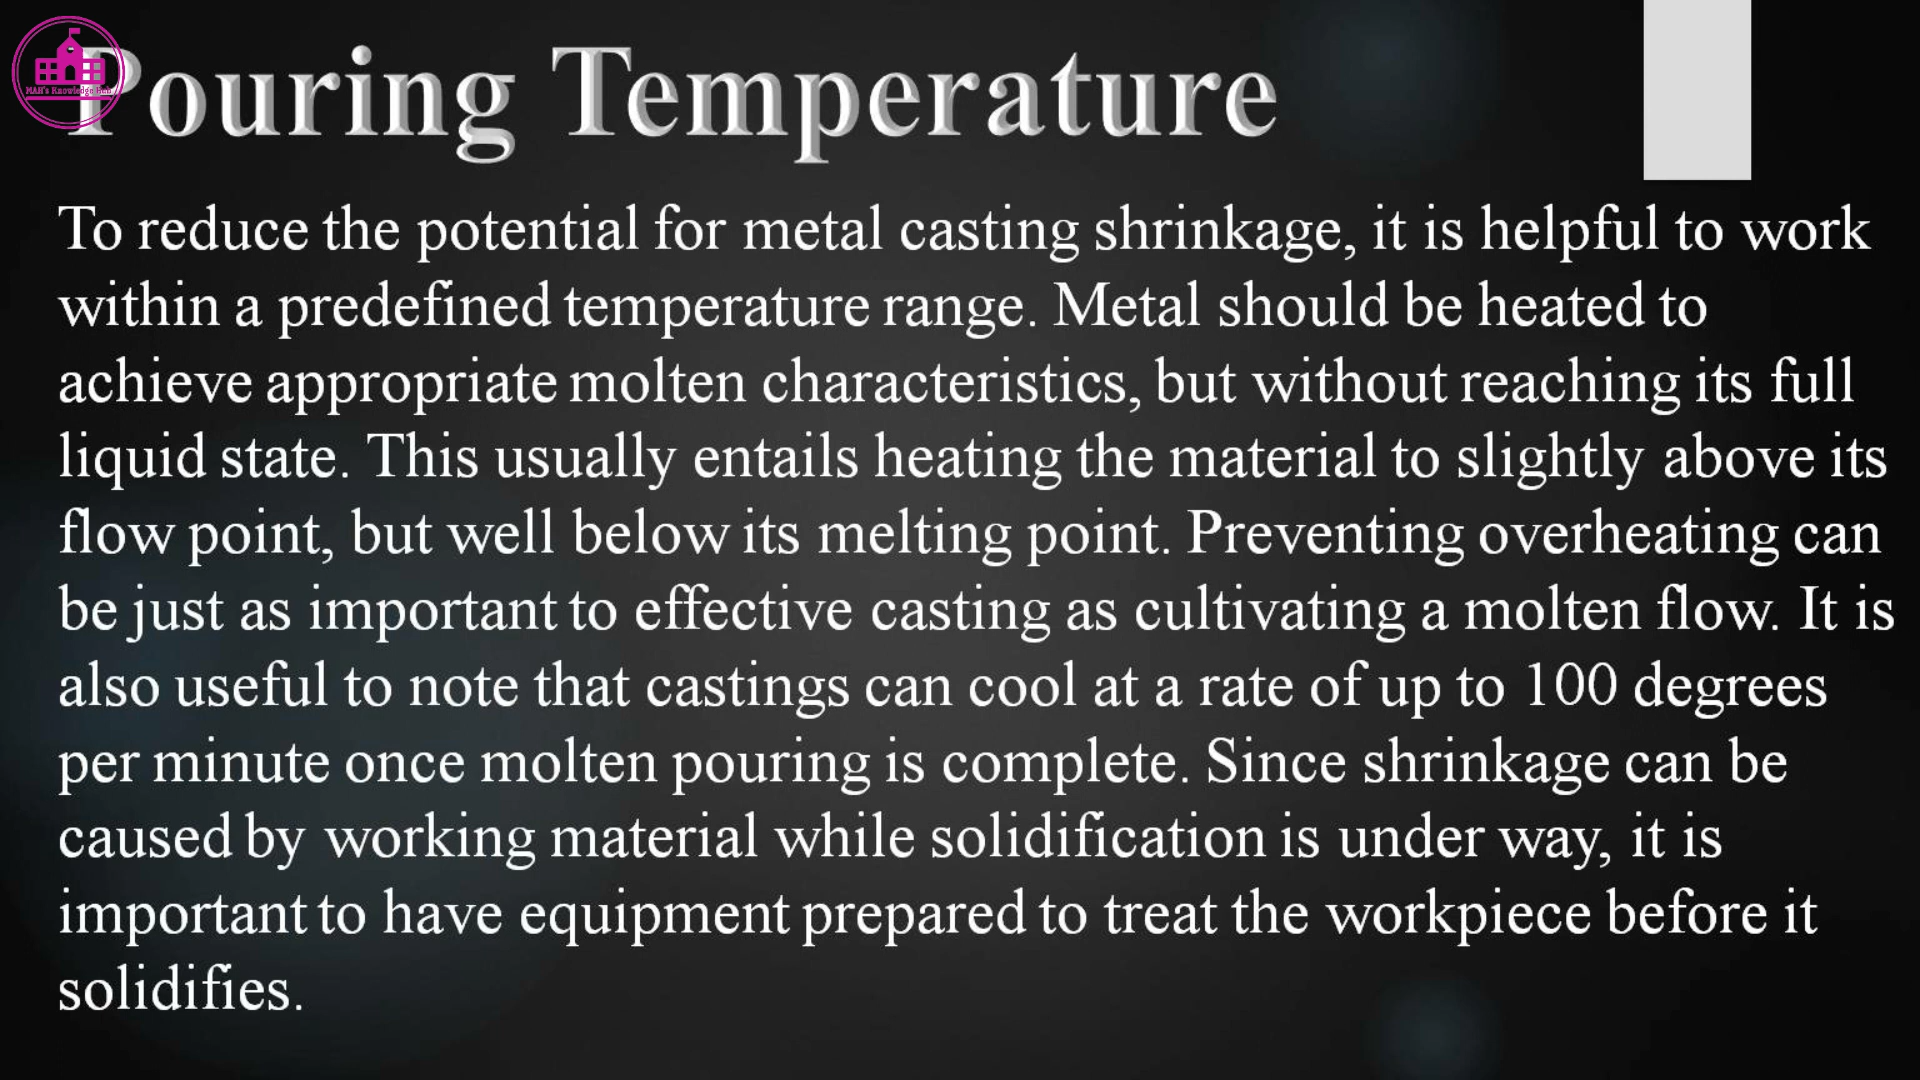 Pouring Temperature
MAH's Knowledge Hub
To reduce the potential for metal casting shrinkage, it is helpful to work
within a predefined temperature range. Metal should be heated to
achieve appropriate molten characteristics, but without reaching its full
liquid state. This usually entails heating the material to slightly above its
flow point, but well below its melting point. Preventing overheating can
be just as important to effective casting as cultivating a molten flow. It is
also useful to note that castings can cool at a rate of up to 100 degrees
per minute once molten pouring is complete. Since shrinkage can be
caused by working material while solidification is under way, it is
important to have equipment prepared to treat the workpiece before it
solidifies.